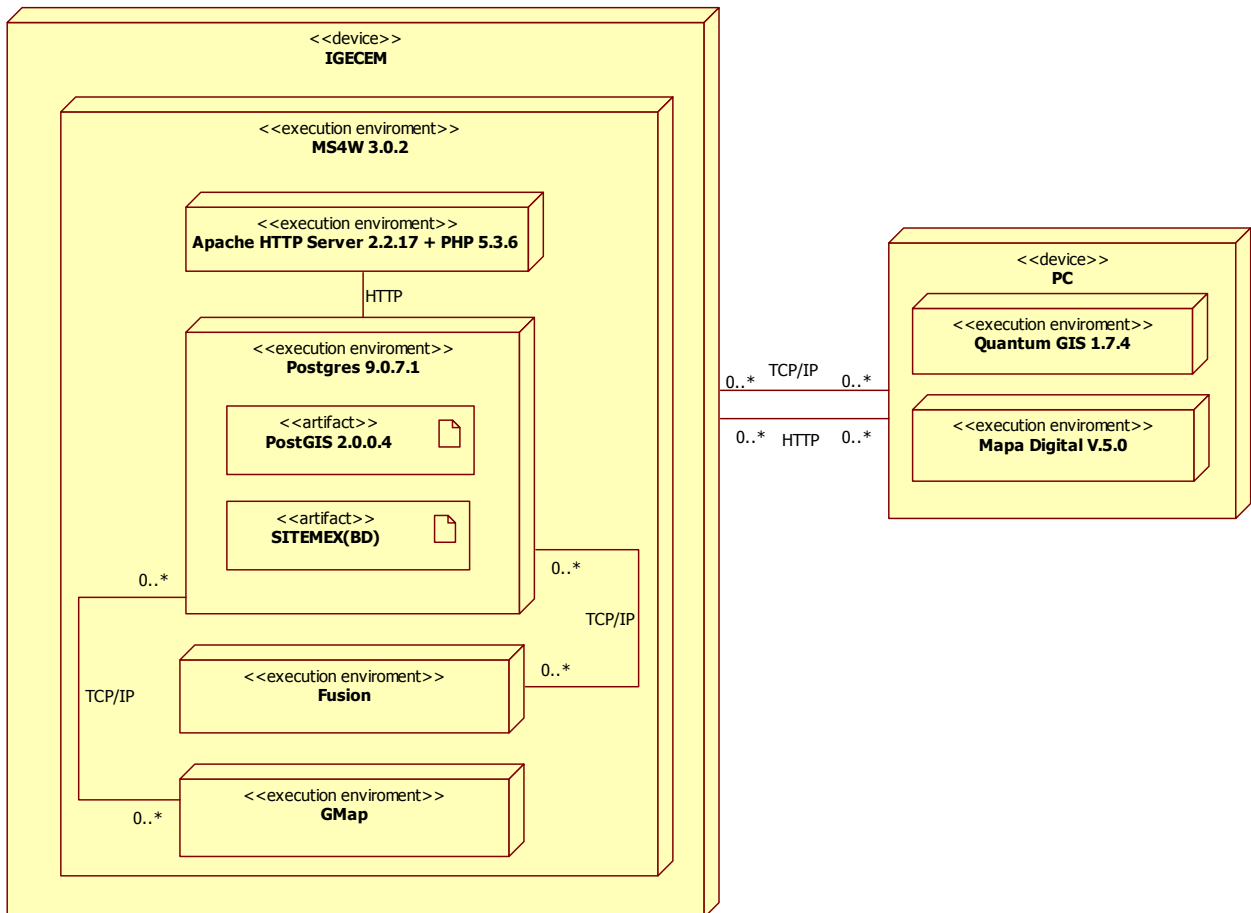 <<device>>
IGECEM
<<execution enviroment>>
MS4W 3.0.2
<<execution enviroment>>
Apache HTTP Server 2.2.17 + PHP 5.3.6
HTTP
<<execution enviroment>>
Postgres 9.0.7.1
<<artifact>>
PostGIS 2.0.0.4
<<artifact>>
SITEMEX(BD)
0..*
0..*
TCP/IP
0..*
<<execution enviroment>>
Fusion
TCP/IP
<<execution enviroment>>
GMap
0..*
TCP/IP
0..*
0..*
0..*
HTTP
0..*
<<device>>
PC
<<execution enviroment>>
Quantum GIS 1.7.4
<<execution enviroment>>
Mapa Digital V.5.0